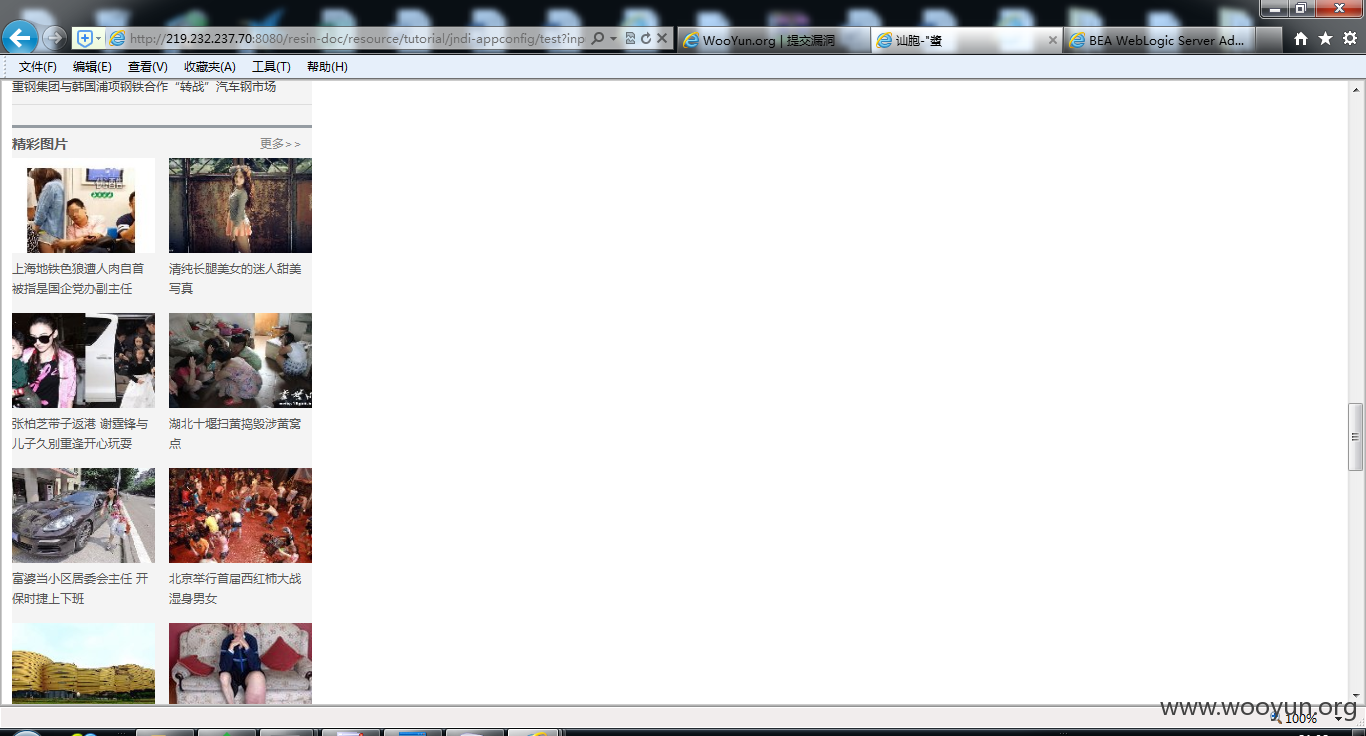 http://219.232.237.70:8080/resin-doc/resource/tutorial/jndi-appconfig/test?inp
WooYun.org | 提交漏洞
讪胞-"蠁
BEA WebLogic Server Ad...
文件(F) 编辑(E) 查看(V) 收藏夹(A) 工具(T) 帮助(H)
重钢集团与韩国浦项钢铁合作“转战”汽车钢市场
精彩图片 更多>>
上海地铁色狼遭人肉自首
被指是国企党办副主任
清纯长腿美女的迷人甜美
写真
张柏芝带子返港 谢霆锋与
儿子久别重逢开心玩耍
湖北十堰扫黄捣毁涉黄窝
点
富婆当小区居委会主任 开
保时捷上下班
北京举行首届西红柿大战
湿身男女
www.wooyun.org
100%